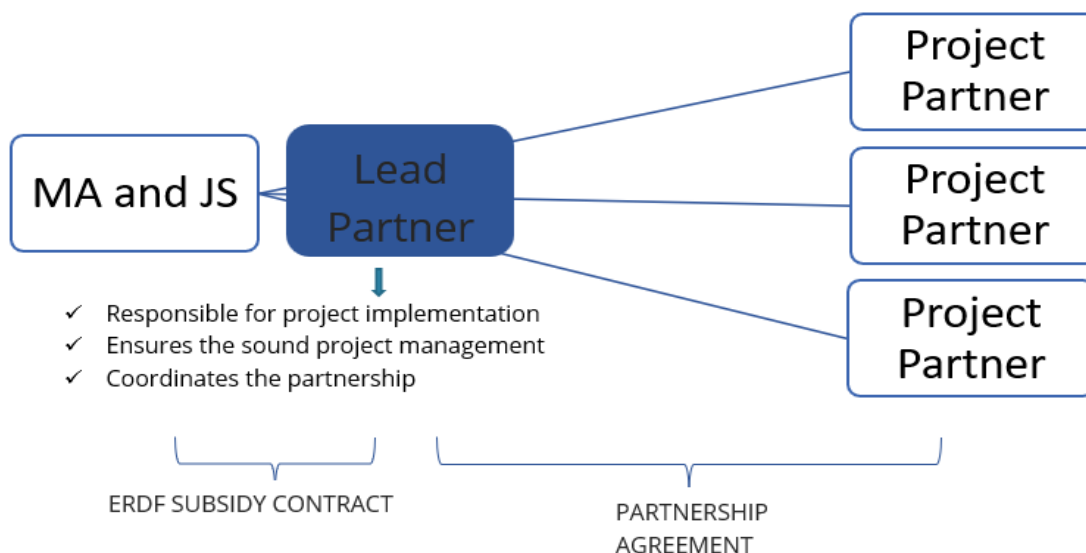 MA and JS
Lead
Partner
Project
Partner
Project
Partner
Project
Partner
✓ Responsible for project implementation
✓ Ensures the sound project management
✓ Coordinates the partnership
ERDF SUBSIDY CONTRACT
PARTNERSHIP
AGREEMENT